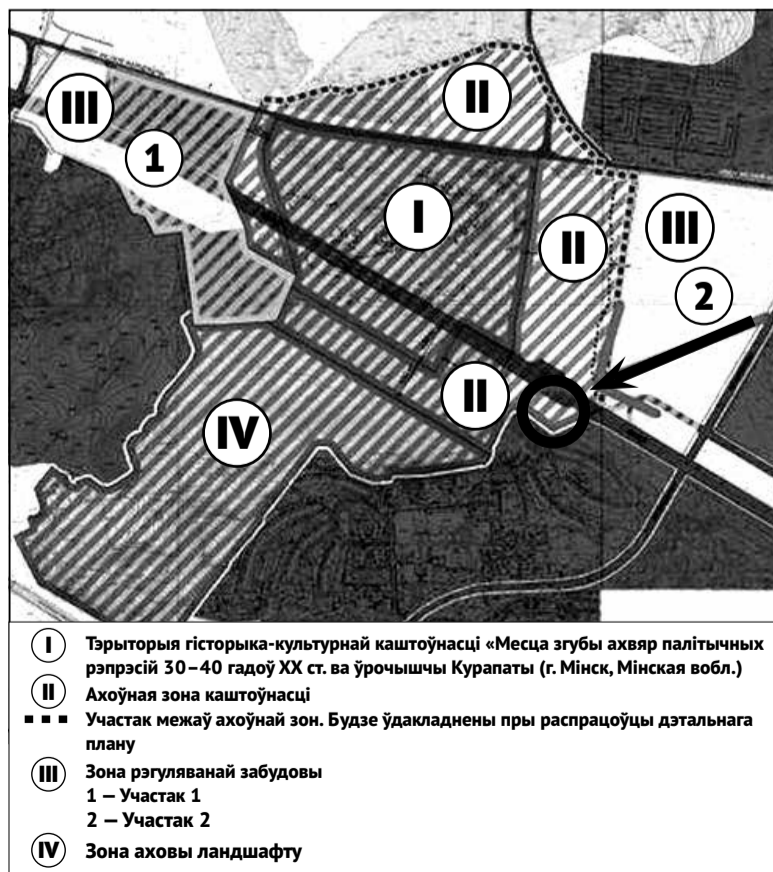 III
1
II
I
II
III
2
II
IV
I Тэрыторыя гісторыка-культурнай каштоўнасці «Месца згубы ахвяр палітычных
рэпрэсій 30–40 гадоў ХХ ст. ва ўрочышчы Курапаты (г. Мінск, Мінская вобл.)
II Ахоўная зона каштоўнасці
Участак межаў ахоўнай зон. Будзе ўдакладнены пры распрацоўцы дэтальнага
плану
III Зона рэгуляванай забудовы
1 — Участак 1
2 — Участак 2
IV Зона аховы ландшафту